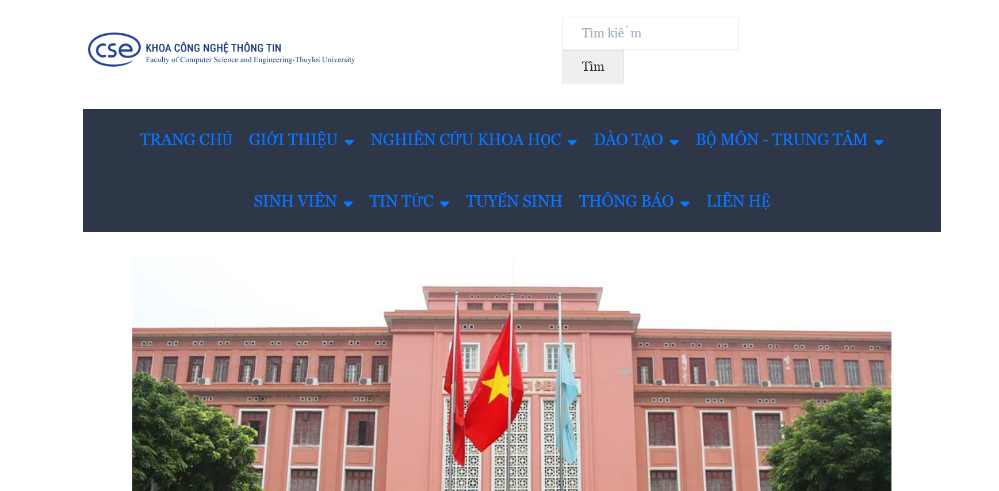 Tìm kiếm
cse KHOA CÔNG NGHỆ THÔNG TIN
Faculty of Computer Science and Engineering-Thuyloi University
Tìm
TRANG CHỦ GIỚI THIỆU NGHIÊN CỨU KHOA HỌC ĐÀO TẠO BỘ MÔN - TRUNG TÂM
SINH VIÊN TIN TỨC TUYỂN SINH THÔNG BÁO LIÊN HỆ